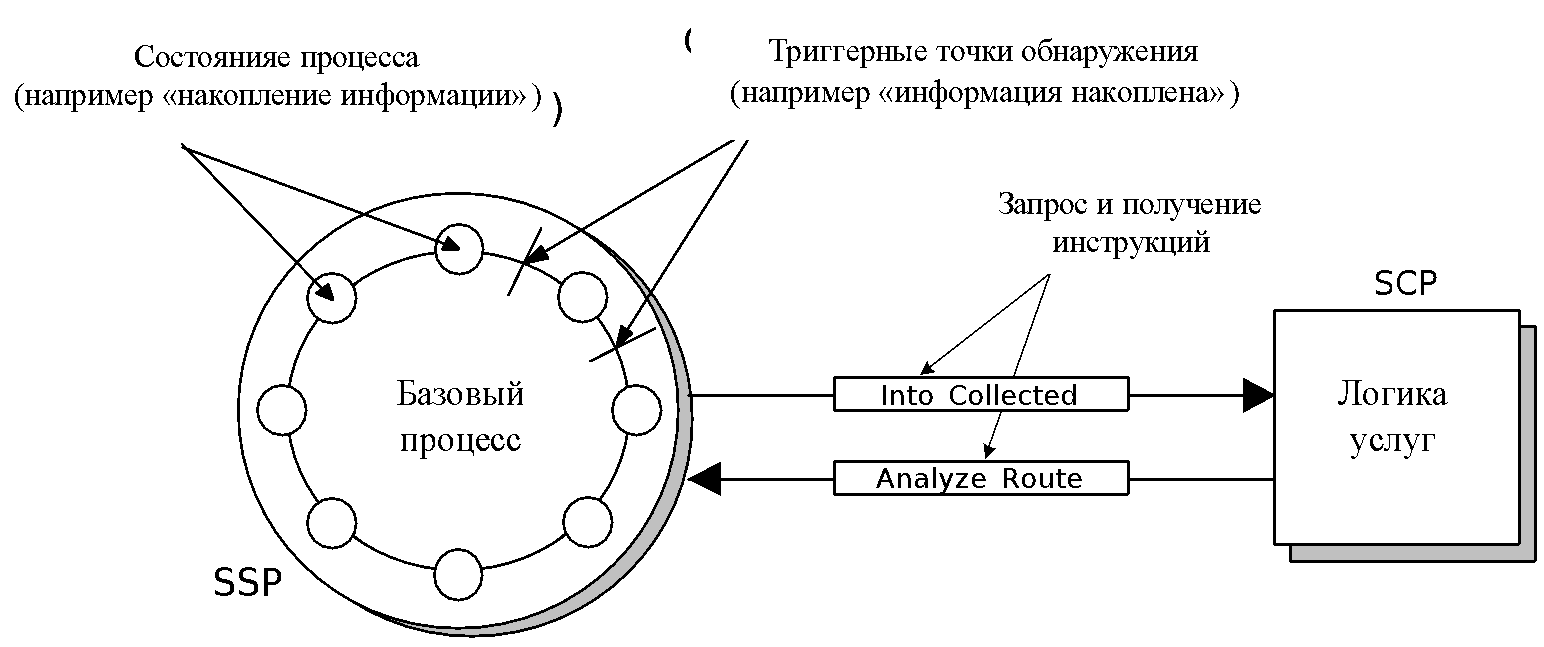 Состоянияе процесса
(например «накопление информации») )
(
Триггерные точки обнаружения
(например «информация накоплена»)
Запрос и получение
инструкций
SCP
Базовый
процесс
Into Collected
Analyze Route
Логика
услуг
SSP